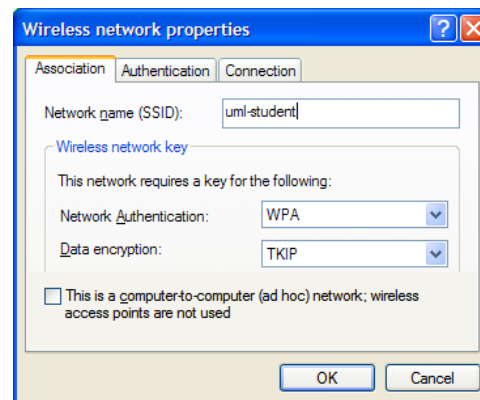 Wireless network properties
Association Authentication Connection
Network name (SSID): uml-student
Wireless network key
This network requires a key for the following:
Network Authentication: WPA
Data encryption: TKIP
This is a computer-to-computer (ad hoc) network; wireless
access points are not used
OK Cancel